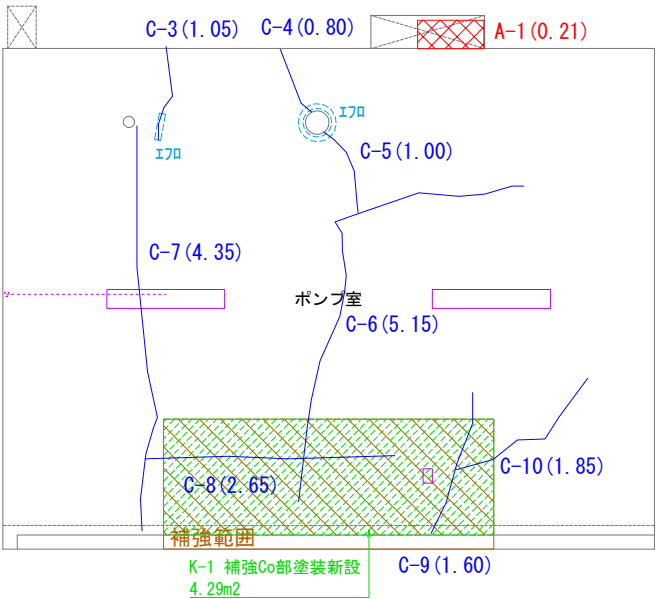 C-3(1.05)
C-4(0.80)
A-1(0.21)
エフロ
エフロ
C-5(1.00)
C-7(4.35)
ポンプ室
C-6(5.15)
C-10(1.85)
C-8(2.65)
補強範囲
K-1 補強Co部塗装新設
4.29m2
C-9(1.60)